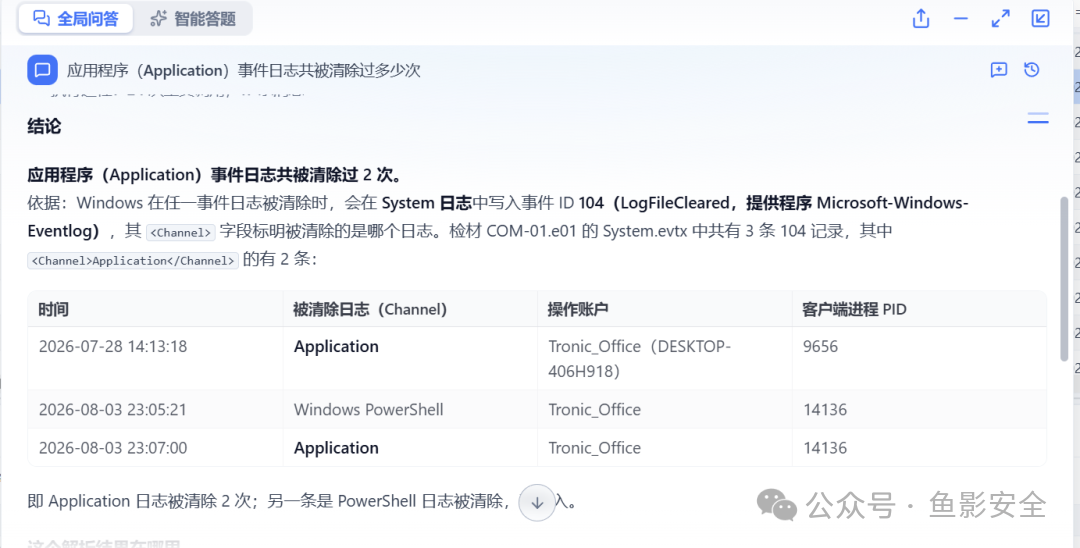 全局问答 智能答题
应用程序（Application）事件日志共被清除过多少次
结论
应用程序（Application）事件日志共被清除过 2 次。
依据：Windows 在任一事件日志被清除时，会在 System 日志中写入事件 ID 104（LogFileCleared，提供程序 Microsoft-Windows-
Eventlog），其 <Channel> 字段标明被清除的是哪个日志。检材 COM-01.e01 的 System.evtx 中共有 3 条 104 记录，其中
<Channel>Application</Channel> 的有 2 条：
时间 被清除日志（Channel） 操作账户 客户端进程 PID
2026-07-28 14:13:18 Application Tronic_Office（DESKTOP- 9656
406H918）
2026-08-03 23:05:21 Windows PowerShell Tronic_Office 14136
2026-08-03 23:07:00 Application Tronic_Office 14136
即 Application 日志被清除 2 次；另一条是 PowerShell 日志被清除， 入。
公众号 · 鱼影安全